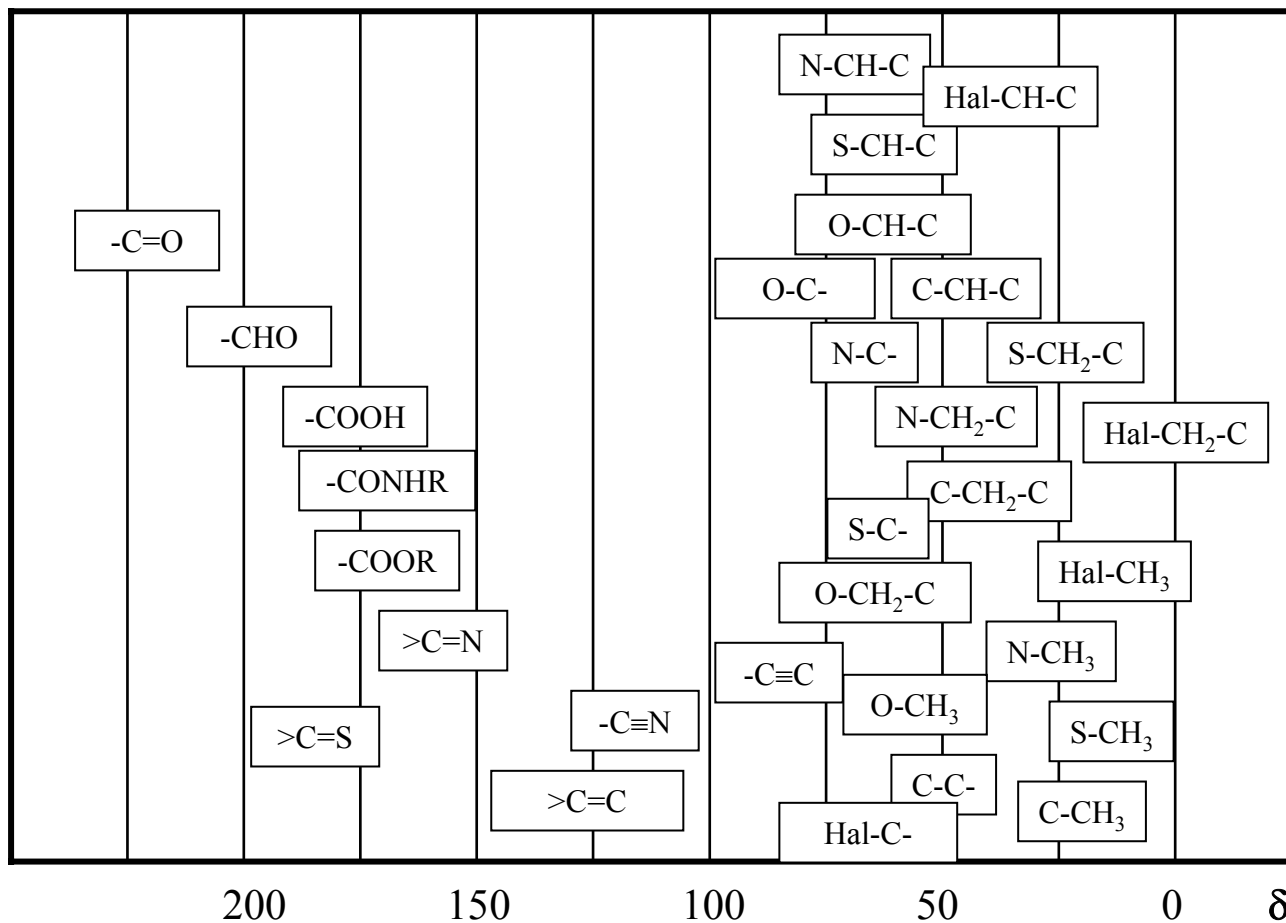 N-CH-C
Hal-CH-C
S-CH-C
-C=O
O-CH-C
O-C-
C-CH-C
-CHO
N-C-
S-CH₂-C
-COOH
N-CH₂-C
Hal-CH₂-C
-CONHR
C-CH₂-C
S-C-
-COOR
Hal-CH₃
O-CH₂-C
>C=N
N-CH₃
-C≡C
O-CH₃
-C≡N
S-CH₃
>C=S
C-C-
>C=C
C-CH₃
Hal-C-
200 150 100 50 0 δ